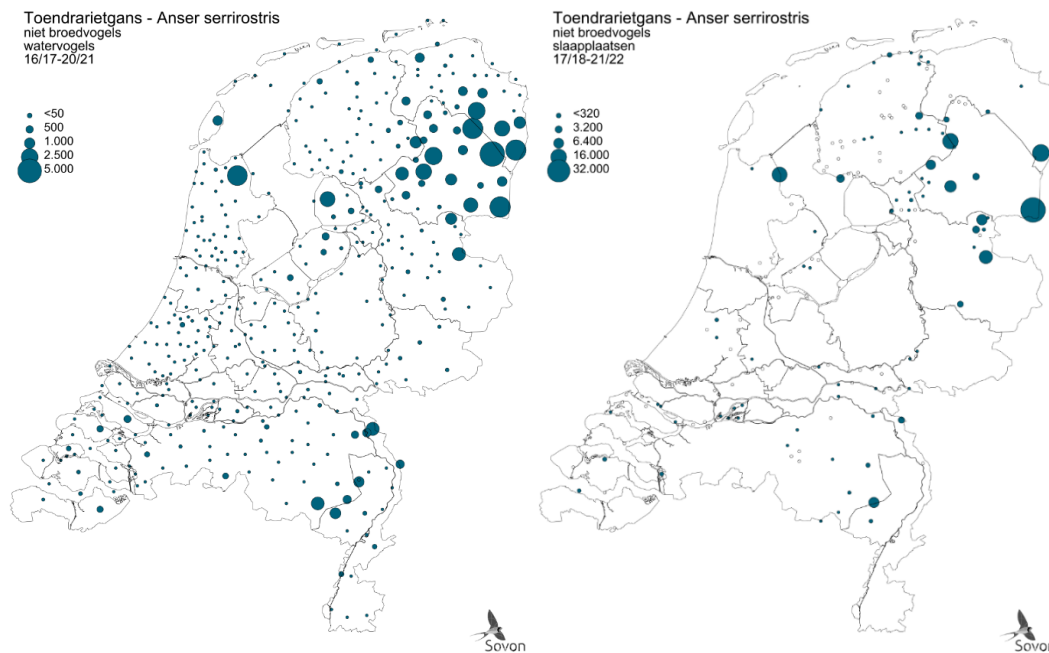 Toendrarietgans - Anser serrirostris
niet broedvogels
watervogels
16/17-20/21
<50
500
1.000
2.500
5.000
Sovon
Toendrarietgans - Anser serrirostris
niet broedvogels
slaapplaatsen
17/18-21/22
<320
3.200
6.400
16.000
32.000
Sovon